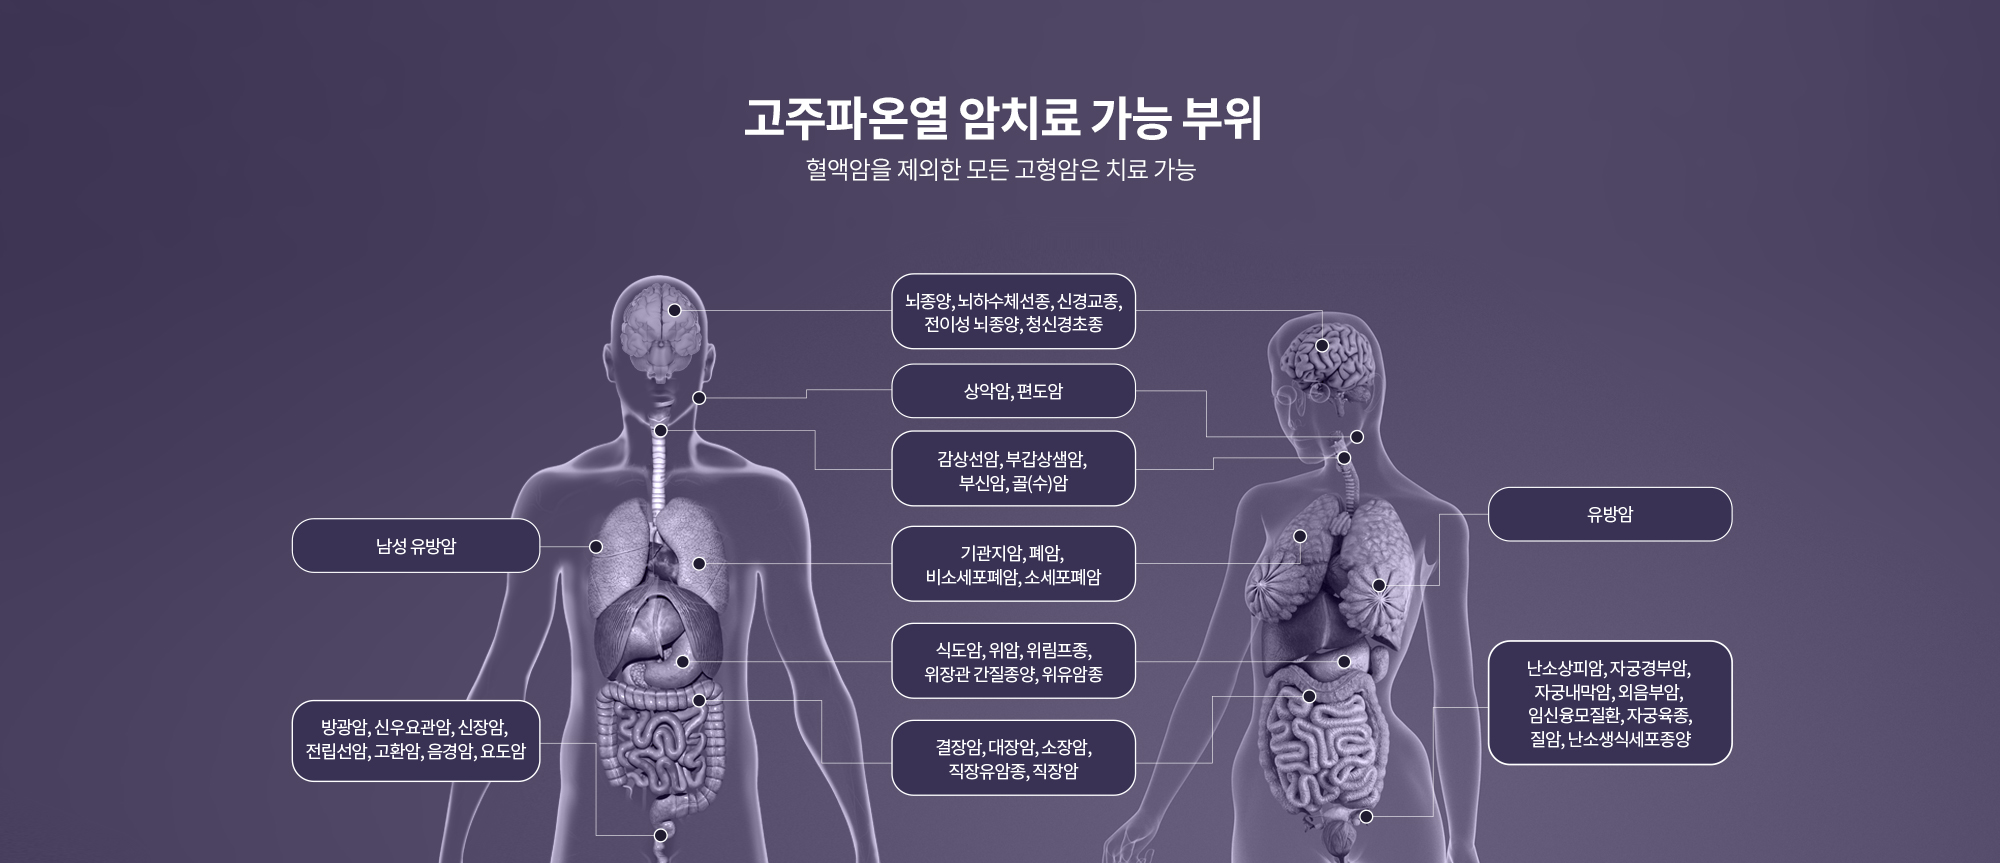 고주파온열 암치료 가능 부위
혈액암을 제외한 모든 고형암은 치료 가능
뇌종양, 뇌하수체선종, 신경교종,
전이성 뇌종양, 청신경초종
상악암, 편도암
감상선암, 부갑상샘암,
부신암, 골(수)암
기관지암, 폐암,
비소세포폐암, 소세포폐암
식도암, 위암, 위림프종,
위장관 간질종양, 위유암종
결장암, 대장암, 소장암,
직장유암종, 직장암
남성 유방암
방광암, 신우요관암, 신장암,
전립선암, 고환암, 음경암, 요도암
유방암
난소상피암, 자궁경부암,
자궁내막암, 외음부암,
임신융모질환, 자궁육종,
질암, 난소생식세포종양